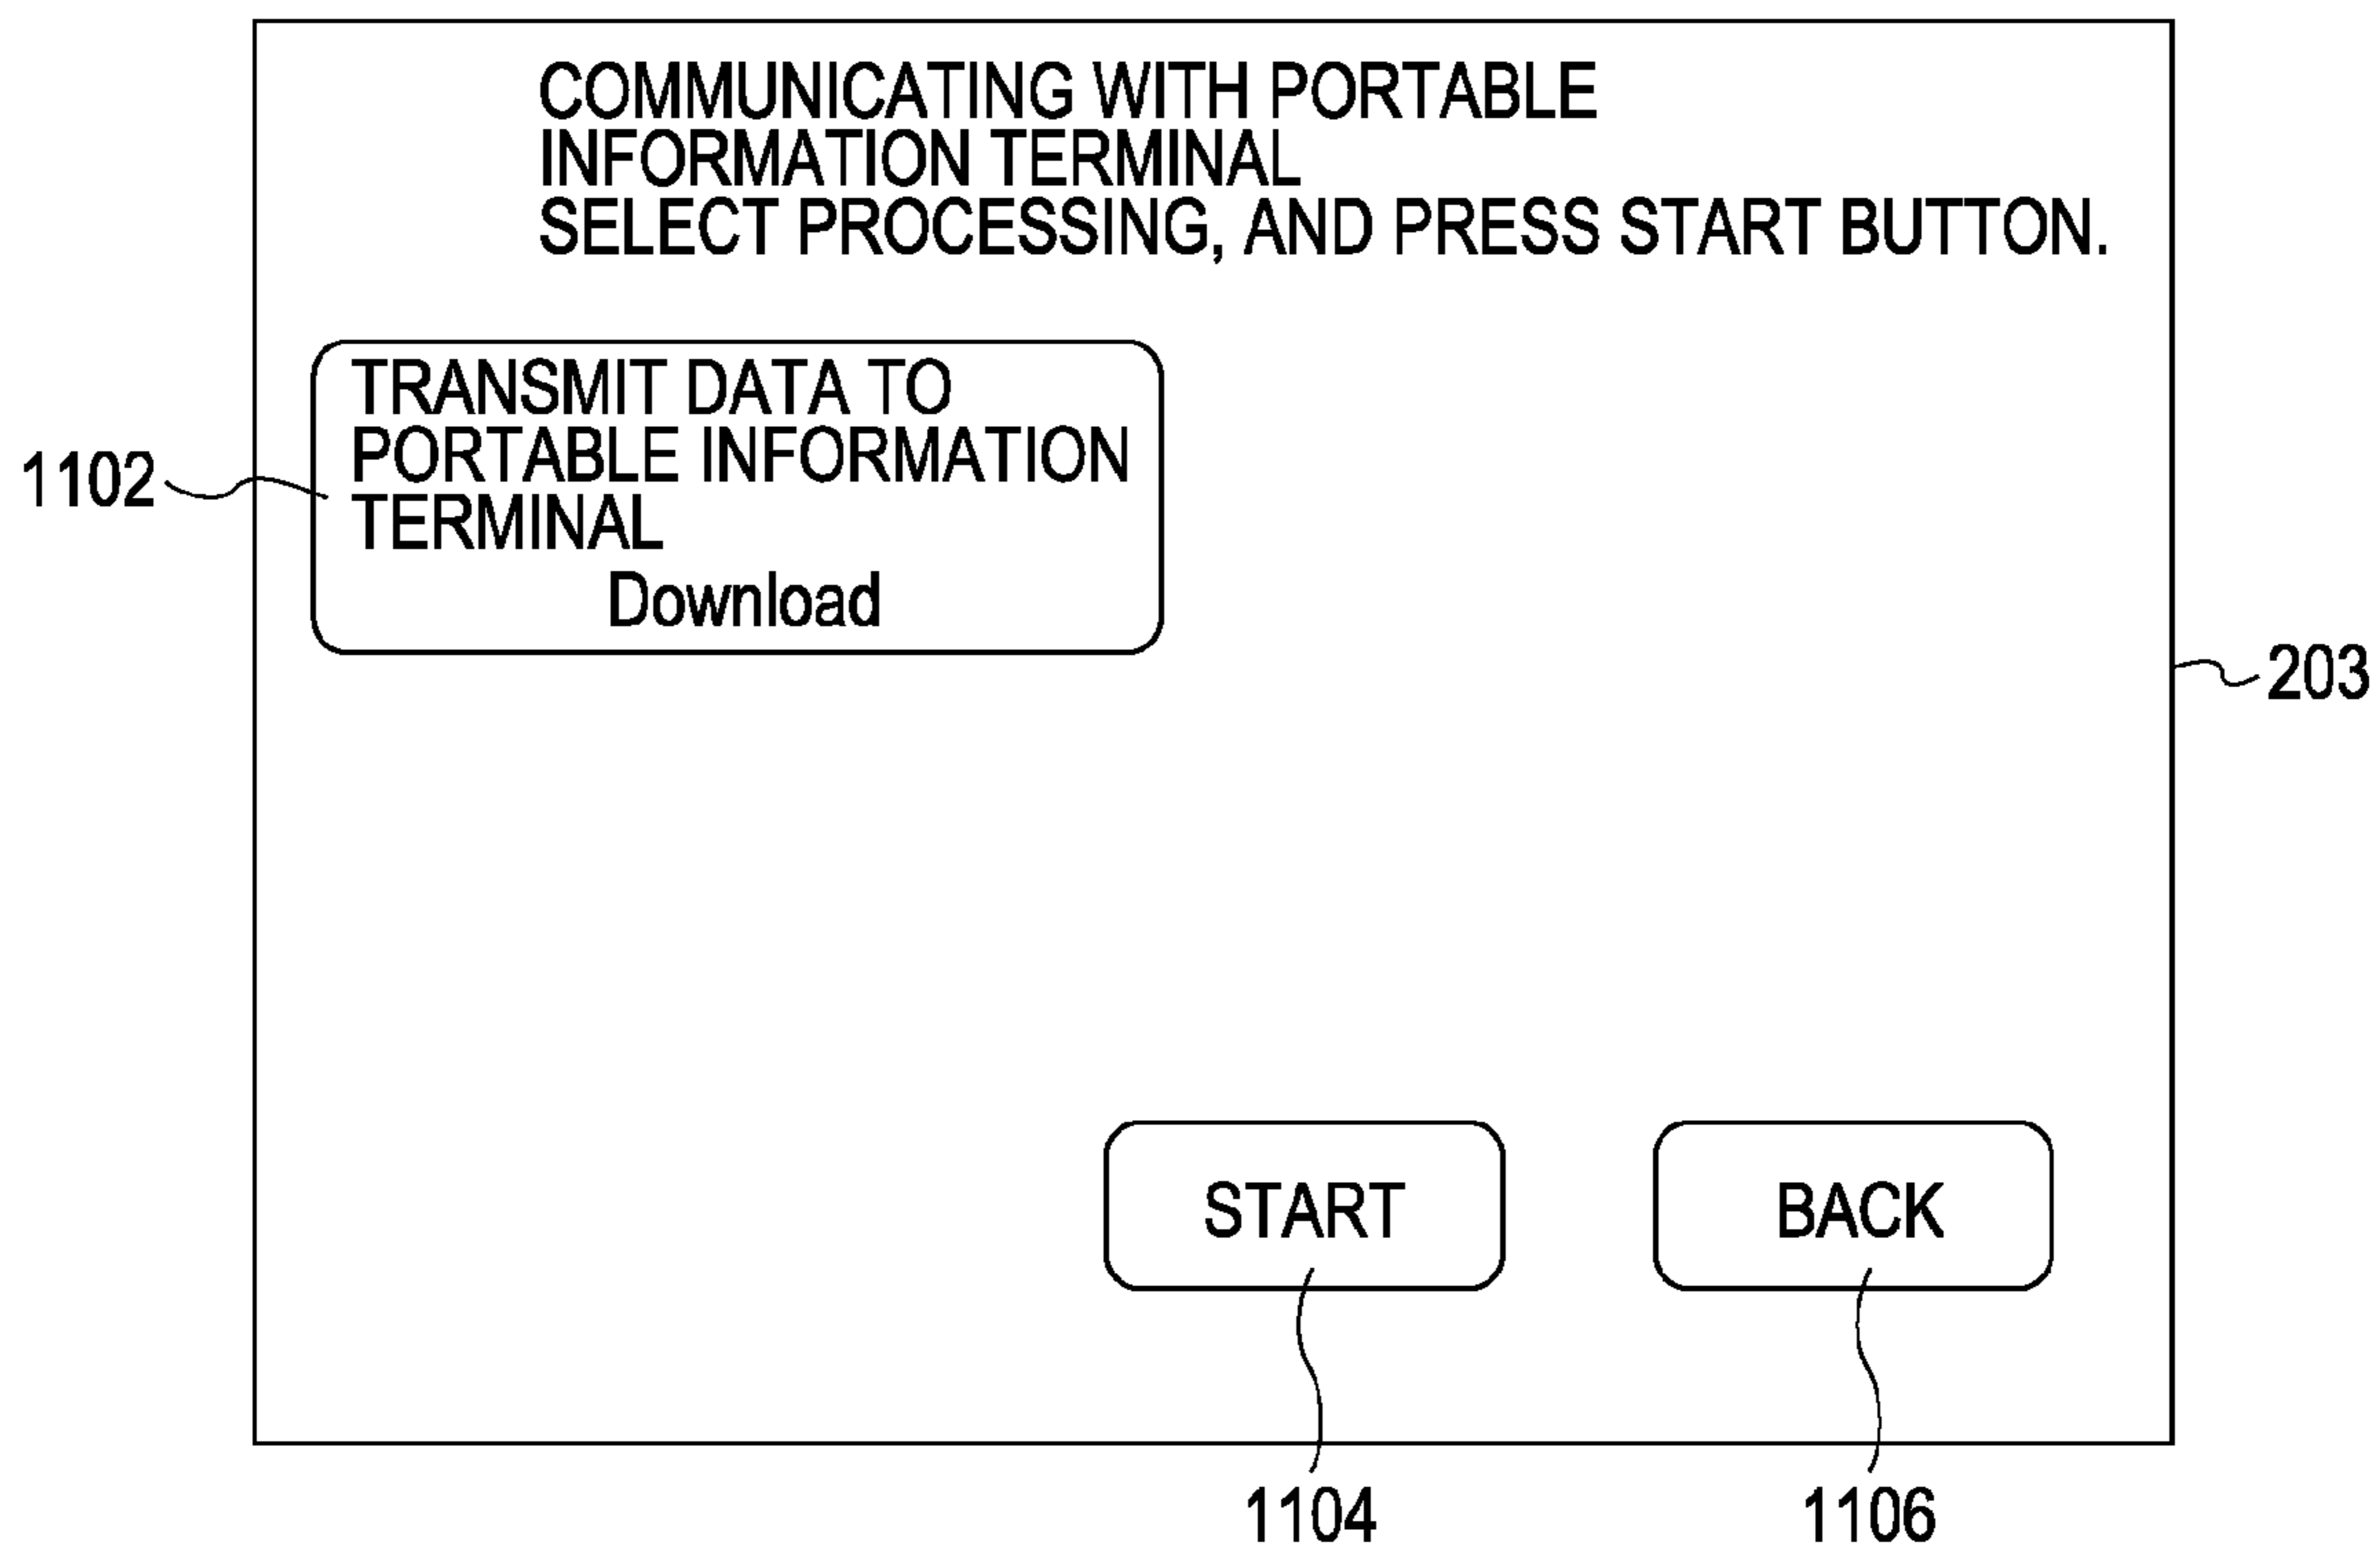 COMMUNICATING WITH PORTABLE
INFORMATION TERMINAL
SELECT PROCESSING, AND PRESS START BUTTON.
TRANSMIT DATA TO
PORTABLE INFORMATION
TERMINAL
Download
1102
203
START
BACK
1104
1106